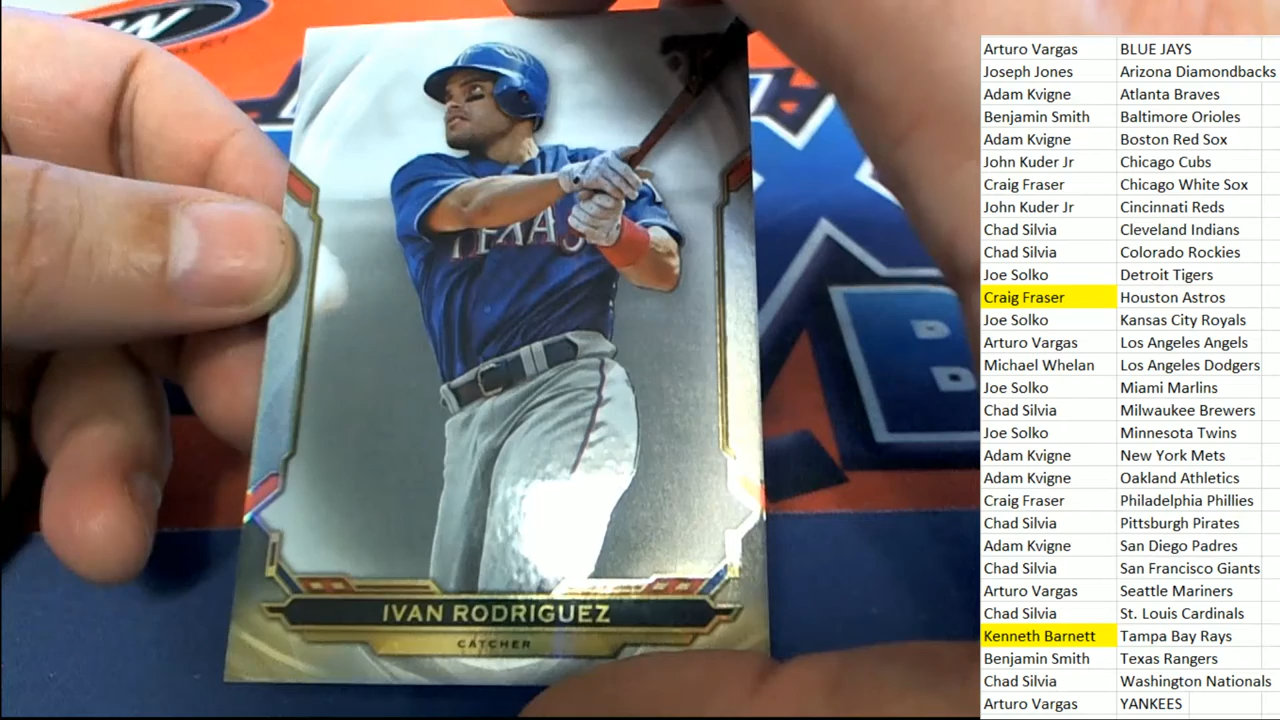 TEXAS
IVAN RODRIGUEZ
CATCHER
B
Arturo Vargas BLUE JAYS
Joseph Jones Arizona Diamondbacks
Adam Kvigne Atlanta Braves
Benjamin Smith Baltimore Orioles
Adam Kvigne Boston Red Sox
John Kuder Jr Chicago Cubs
Craig Fraser Chicago White Sox
John Kuder Jr Cincinnati Reds
Chad Silvia Cleveland Indians
Chad Silvia Colorado Rockies
Joe Solko Detroit Tigers
Craig Fraser Houston Astros
Joe Solko Kansas City Royals
Arturo Vargas Los Angeles Angels
Michael Whelan Los Angeles Dodgers
Joe Solko Miami Marlins
Chad Silvia Milwaukee Brewers
Joe Solko Minnesota Twins
Adam Kvigne New York Mets
Adam Kvigne Oakland Athletics
Craig Fraser Philadelphia Phillies
Chad Silvia Pittsburgh Pirates
Adam Kvigne San Diego Padres
Chad Silvia San Francisco Giants
Arturo Vargas Seattle Mariners
Chad Silvia St. Louis Cardinals
Kenneth Barnett Tampa Bay Rays
Benjamin Smith Texas Rangers
Chad Silvia Washington Nationals
Arturo Vargas YANKEES